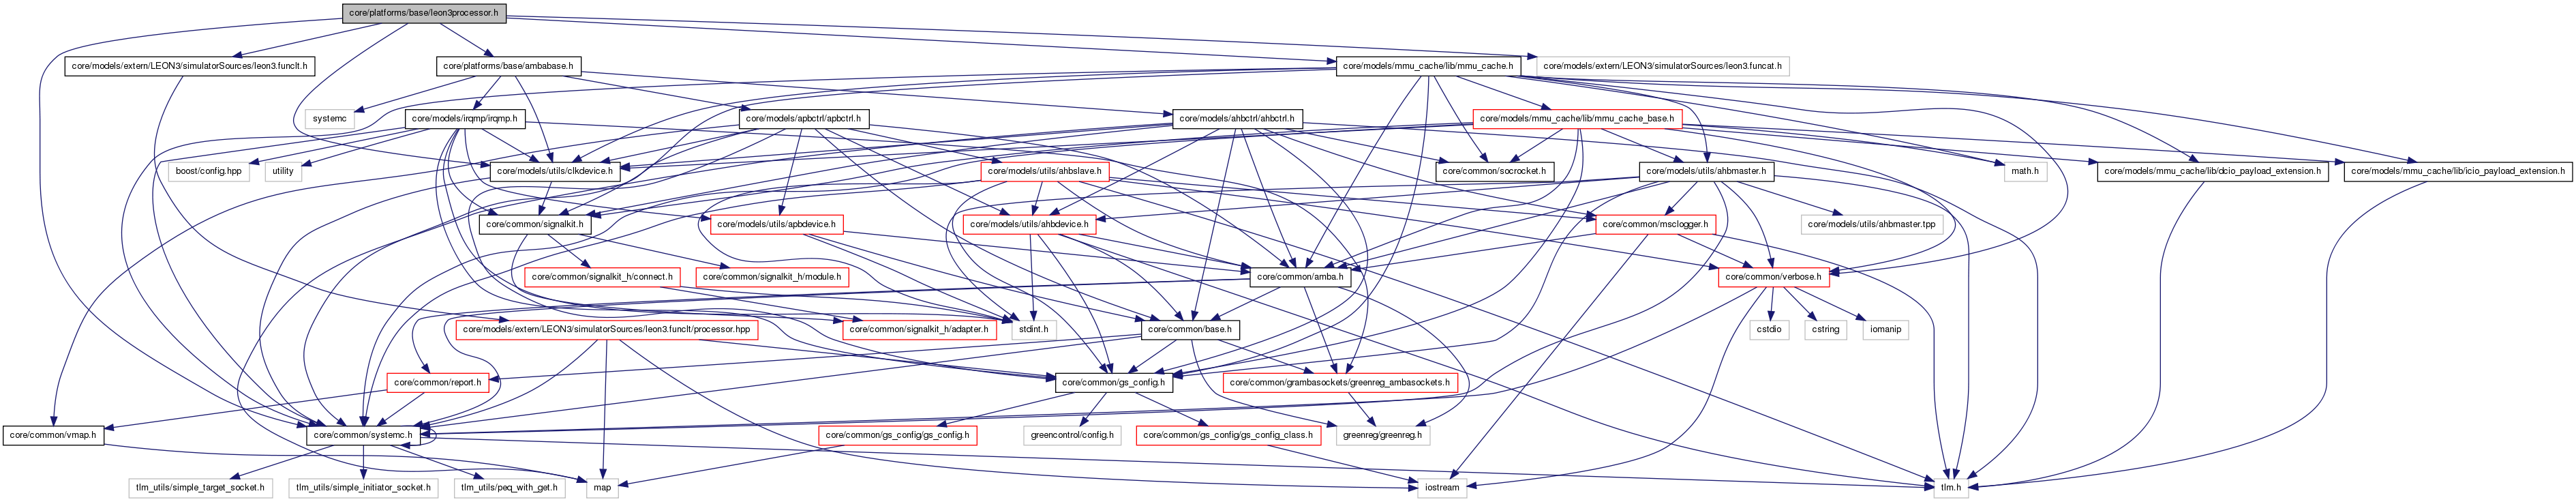 core/platforms/base/leon3processor.h
core/models/extern/LEON3/simulatorSources/leon3.funclt.h
core/platforms/base/ambabase.h
core/models/mmu_cache/lib/mmu_cache.h
core/models/extern/LEON3/simulatorSources/leon3.funcat.h
systemc
core/models/irqmp/irqmp.h
core/models/apbctrl/apbctrl.h
core/models/ahbctrl/ahbctrl.h
core/models/mmu_cache/lib/mmu_cache_base.h
boost/config.hpp
utility
core/models/utils/clkdevice.h
core/models/utils/ahbslave.h
core/common/socrocket.h
core/models/utils/ahbmaster.h
math.h
core/models/mmu_cache/lib/dcio_payload_extension.h
core/models/mmu_cache/lib/icio_payload_extension.h
core/common/signalkit.h
core/models/utils/apbdevice.h
core/models/utils/ahbdevice.h
core/common/msclogger.h
core/models/utils/ahbmaster.tpp
core/common/signalkit_h/connect.h
core/common/signalkit_h/module.h
core/common/amba.h
core/common/verbose.h
core/models/extern/LEON3/simulatorSources/leon3.funclt/processor.hpp
core/common/signalkit_h/adapter.h
stdint.h
core/common/base.h
cstdio
cstring
iomanip
core/common/report.h
core/common/gs_config.h
core/common/grambasockets/greenreg_ambasockets.h
core/common/vmap.h
core/common/systemc.h
core/common/gs_config/gs_config.h
greencontrol/config.h
core/common/gs_config/gs_config_class.h
greenreg/greenreg.h
tlm_utils/simple_target_socket.h
tlm_utils/simple_initiator_socket.h
tlm_utils/peq_with_get.h
map
iostream
tlm.h